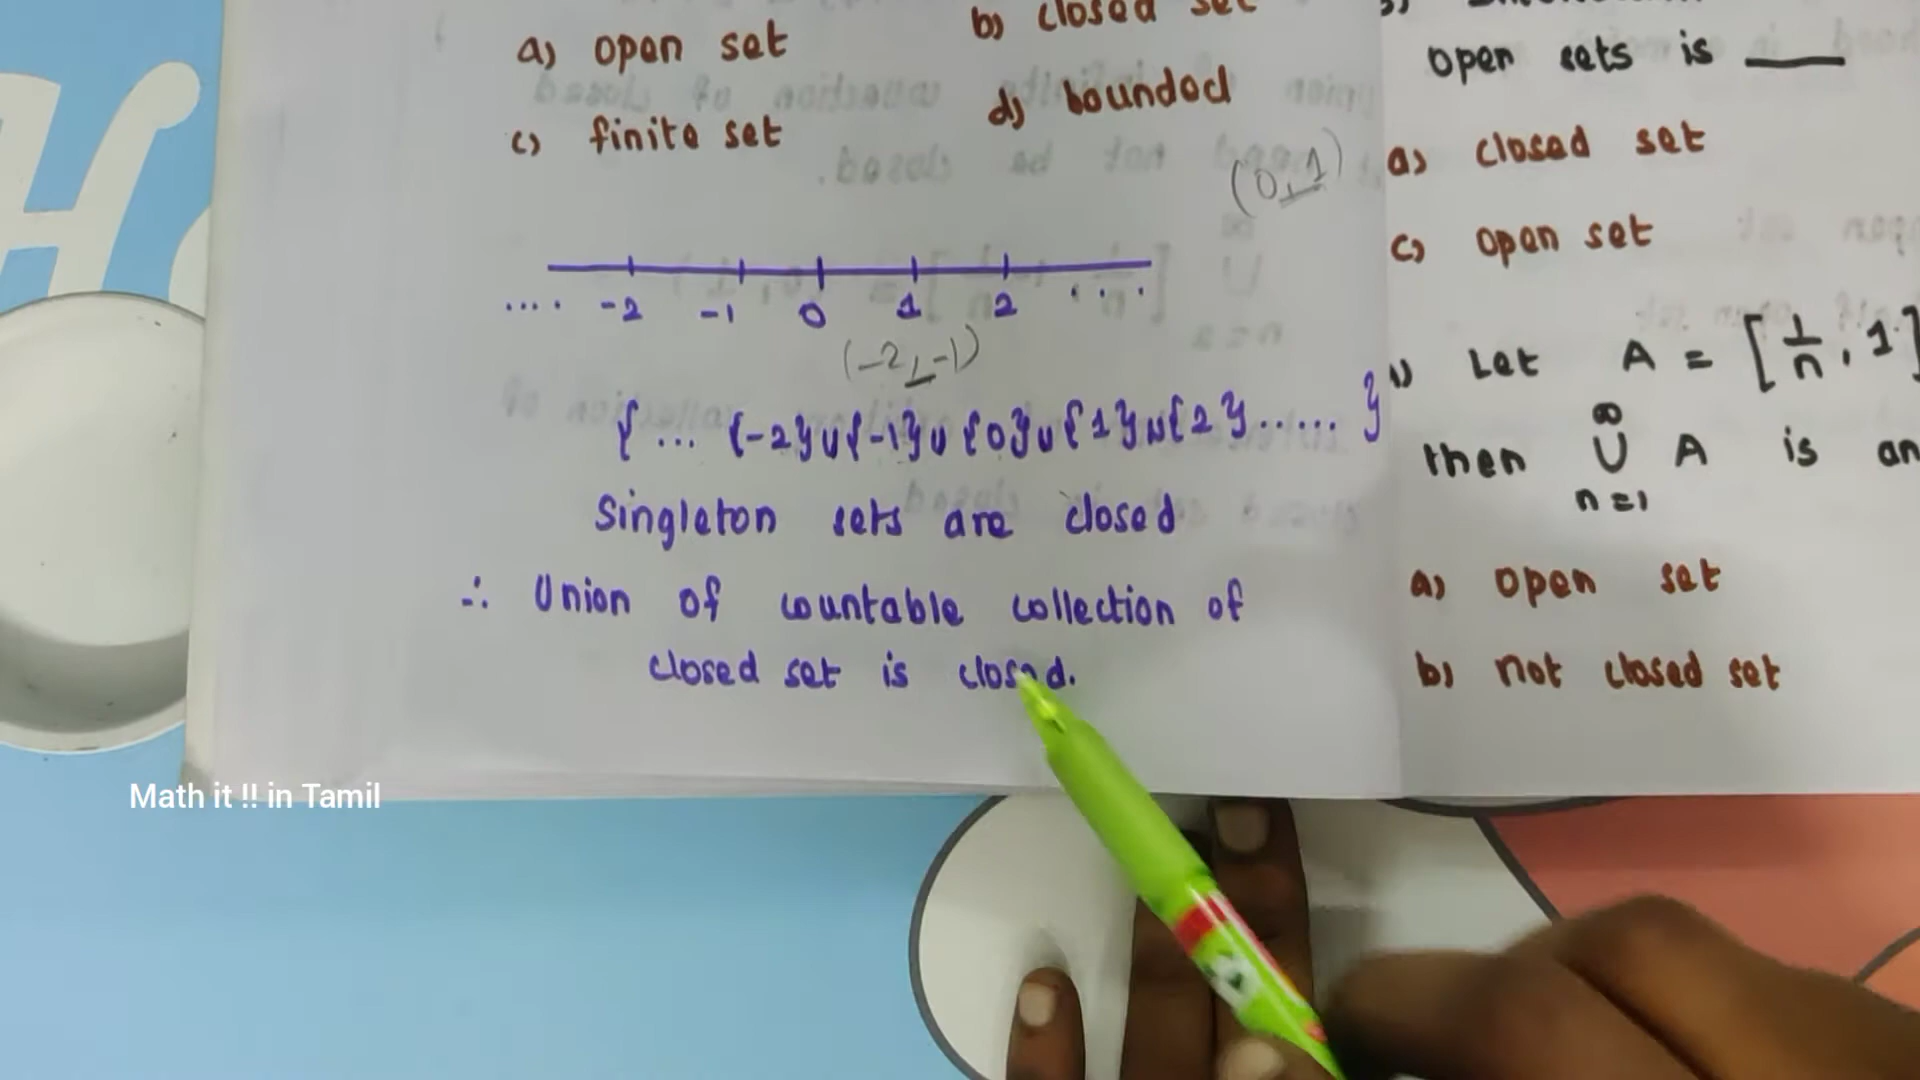 a) open set
b) closed set
c) finite set
d) bounded
(0, 1)
.... -2 -1 0 1 2 ...
(-2, -1)
{ ... {-2} ∪ {-1} ∪ {0} ∪ {1} ∪ {2} ...... }
Singleton sets are closed
∴ Union of countable collection of
closed set is closed.
open sets is ____
a) closed set
c) open set
Let A = [1/n, 1]
then ∞ ∪ n=1 A is an
a) open set
b) not closed set
Math it !! in Tamil